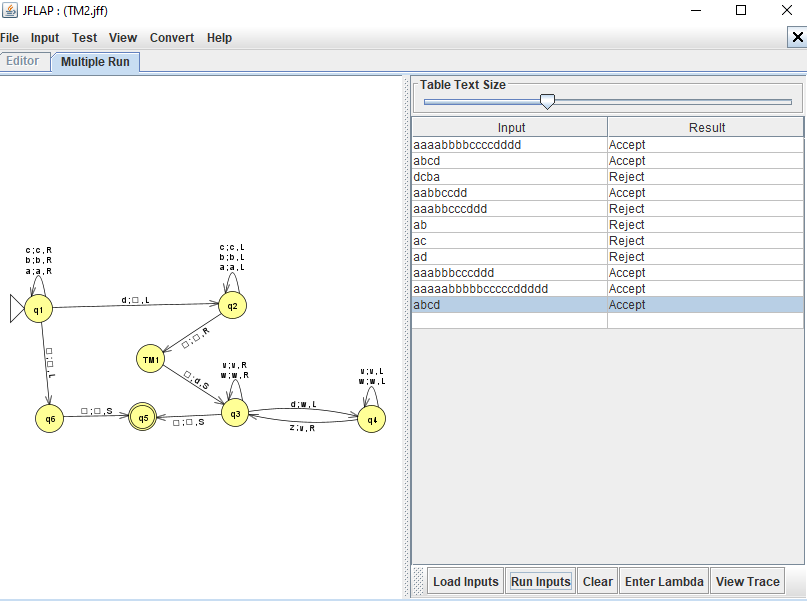 JFLAP : (TM2.jff)
File Input Test View Convert Help
Editor Multiple Run
Table Text Size
Input Result
aaaabbbbccccdddd Accept
abcd Accept
dcba Reject
aabbccdd Accept
aaabbcccddd Reject
ab Reject
ac Reject
ad Reject
aaabbbcccddd Accept
aaaaabbbbbcccccddddd Accept
abcd Accept
c;c,R
b;b,R
a;a,R
c;c,L
b;b,L
a;a,L
q1
d;□,L
q2
□;□,R
TM1
□;d,S
v;v,R
w;w,R
v;v,L
w;w,L
□;□,L
q6
□;□,S
q5
□;□,S
q3
d;w,L
z;v,R
q4
Load Inputs Run Inputs Clear Enter Lambda View Trace